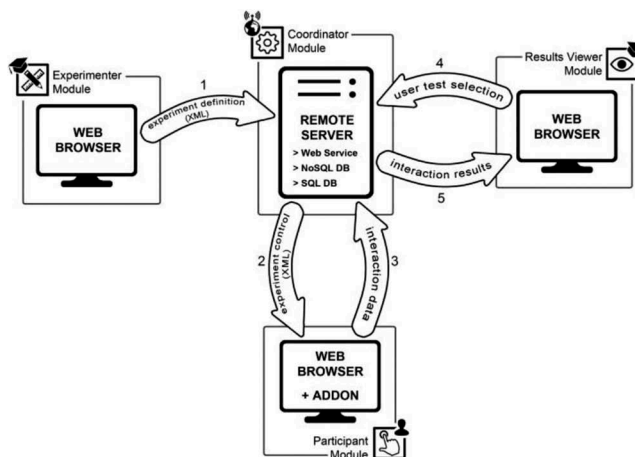 Experimenter
Module
WEB
BROWSER
1
experiment definition
(XML)
Coordinator
Module
REMOTE
SERVER
> Web Service
> NoSQL DB
> SQL DB
4
user test selection
interaction results
5
Results Viewer
Module
WEB
BROWSER
2
experiment control
(XML)
interaction data
3
WEB
BROWSER
+ ADDON
Participant
Module